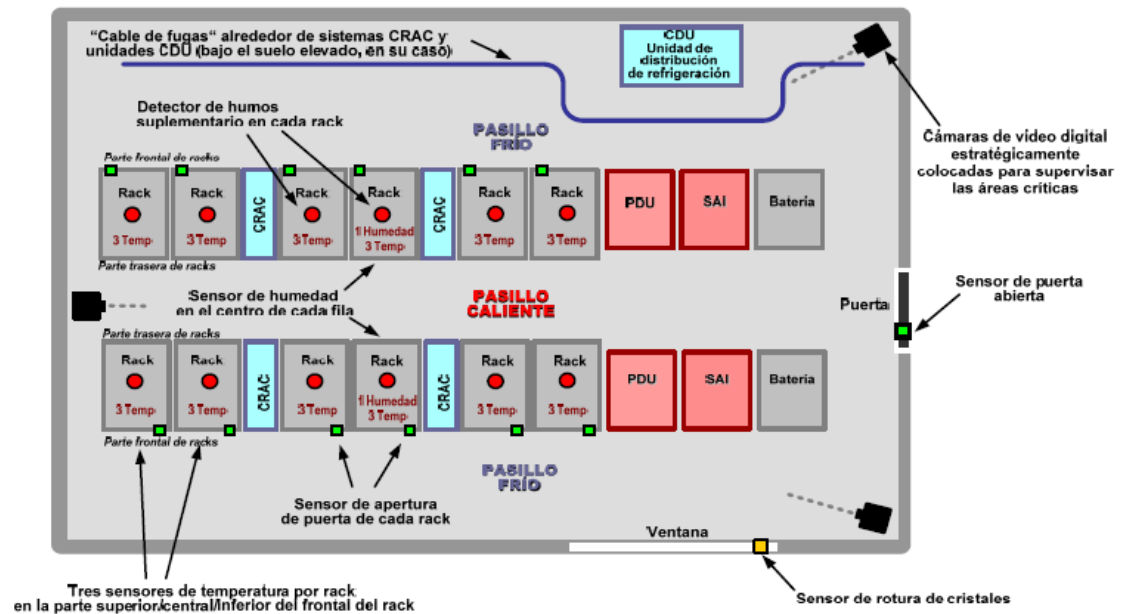 "Cable de fugas" alrededor de sistemas CRAC y
unidades CDU (bajo el suelo elevado, en su caso)
CDU
Unidad de
distribución
de refrigeración
Detector de humos
suplementario en cada rack
PASILLO
FRÍO
Cámaras de video digital
estratégicamente
colocadas para supervisar
las áreas críticas
Parte frontal de racks
Rack
3 Temp
Rack
3 Temp
CRAC
Rack
3 Temp
Rack
1 Humedad
3 Temp
CRAC
Rack
3 Temp
Rack
3 Temp
PDU
SAI
Bateria
Parte trasera de racks
Sensor de humedad
en el centro de cada fila
PASILLO
CALIENTE
Puerta
Sensor de puerta
abierta
Parte trasera de racks
Rack
3 Temp
Rack
3 Temp
CRAC
Rack
3 Temp
Rack
1 Humedad
3 Temp
CRAC
Rack
3 Temp
Rack
3 Temp
PDU
SAI
Bateria
Parte frontal de racks
PASILLO
FRÍO
Sensor de apertura
de puerta de cada rack
Ventana
Tres sensores de temperatura por rack
en la parte superior/central/Inferior del frontal del rack
Sensor de rotura de cristales